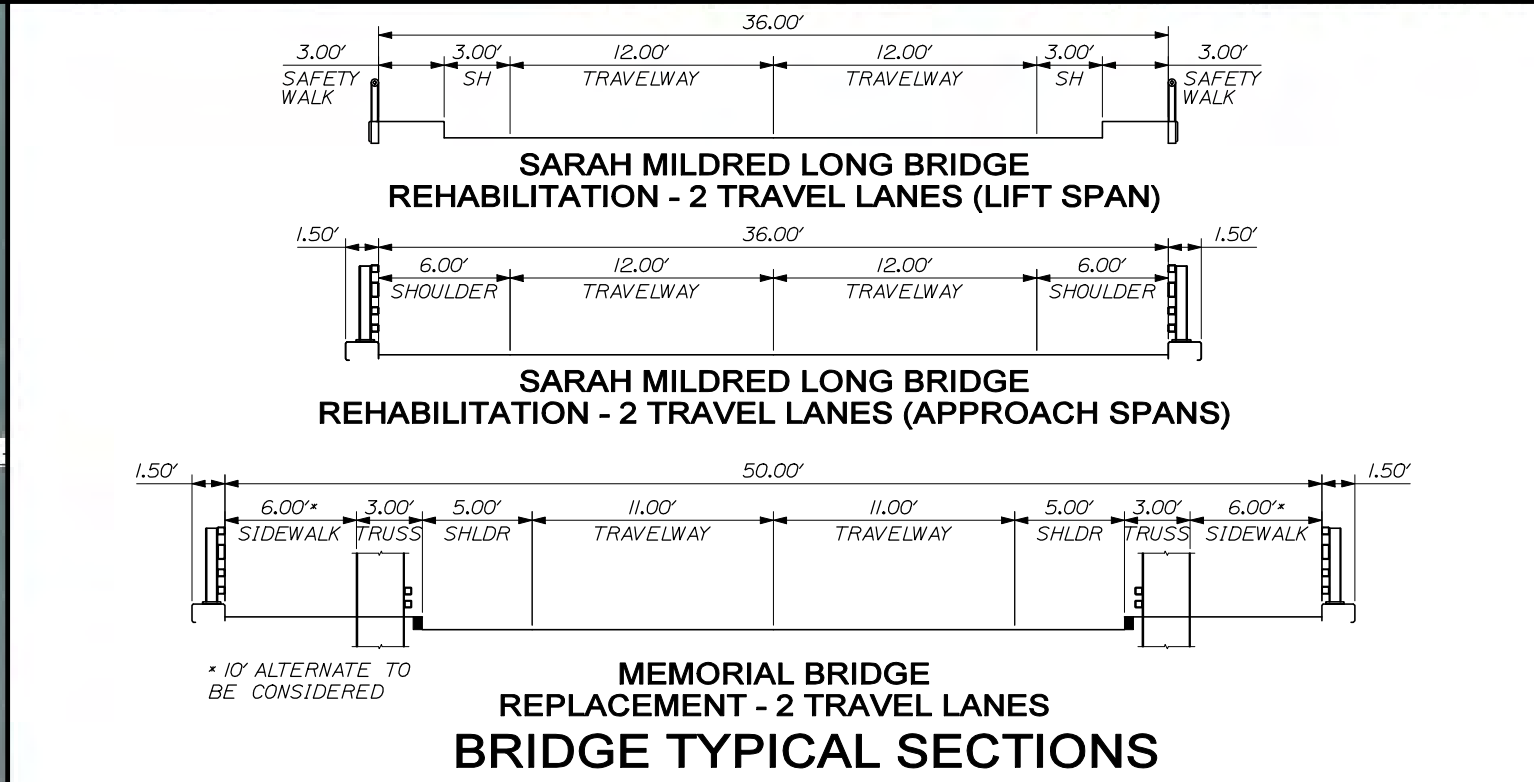 36.00'
3.00' 3.00' 12.00' 12.00' 3.00' 3.00'
SAFETY WALK SH TRAVELWAY TRAVELWAY SH SAFETY WALK
SARAH MILDRED LONG BRIDGE
REHABILITATION - 2 TRAVEL LANES (LIFT SPAN)
1.50' 36.00' 1.50'
6.00' 12.00' 12.00' 6.00'
SHOULDER TRAVELWAY TRAVELWAY SHOULDER
SARAH MILDRED LONG BRIDGE
REHABILITATION - 2 TRAVEL LANES (APPROACH SPANS)
1.50' 50.00' 1.50'
6.00'* 3.00' 5.00' 11.00' 11.00' 5.00' 3.00' 6.00'*
SIDEWALK TRUSS SHLDR TRAVELWAY TRAVELWAY SHLDR TRUSS SIDEWALK
* 10' ALTERNATE TO
BE CONSIDERED
MEMORIAL BRIDGE
REPLACEMENT - 2 TRAVEL LANES
BRIDGE TYPICAL SECTIONS